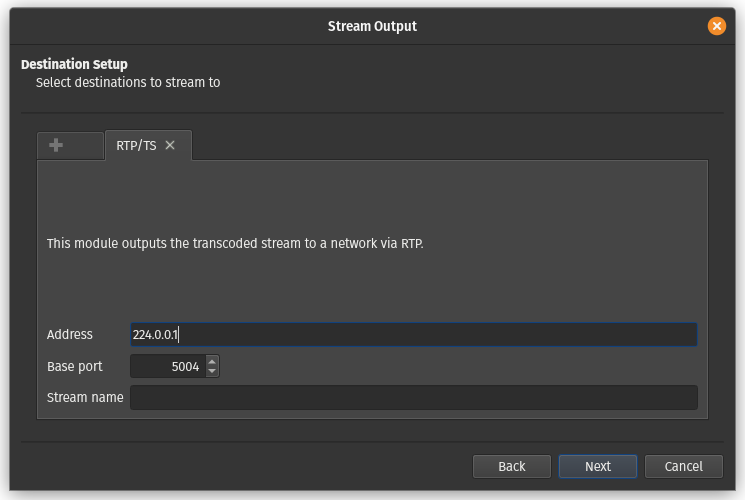 Stream Output
Destination Setup
Select destinations to stream to
RTP/TS
This module outputs the transcoded stream to a network via RTP.
Address 224.0.0.1
Base port 5004
Stream name
Back Next Cancel